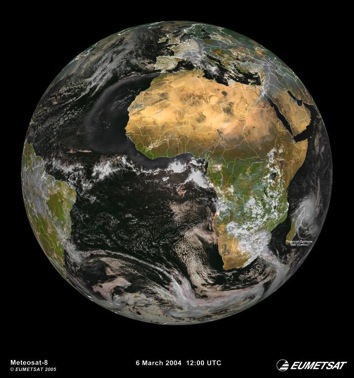 Meteosat-8
© EUMETSAT 2005
6 March 2004 12:00 UTC
EUMETSAT